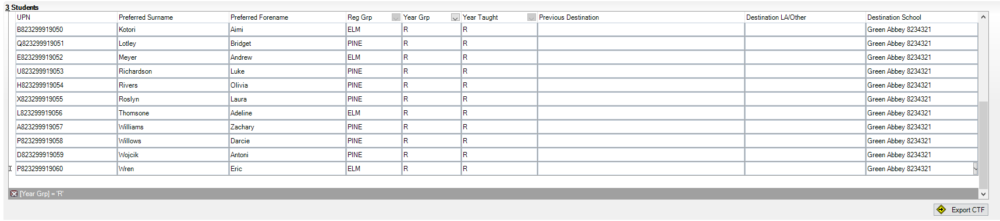 3 Students
UPN Preferred Surname Preferred Forename Reg Grp Year Grp Year Taught Previous Destination Destination LA/Other Destination School
B823299919050 Kotori Aimi ELM R R Green Abbey 8234321
Q823299919051 Lotley Bridget PINE R R Green Abbey 8234321
E823299919052 Meyer Andrew ELM R R Green Abbey 8234321
U823299919053 Richardson Luke PINE R R Green Abbey 8234321
H823299919054 Rivers Olivia PINE R R Green Abbey 8234321
X823299919055 Roslyn Laura PINE R R Green Abbey 8234321
L823299919056 Thomsone Adeline ELM R R Green Abbey 8234321
A823299919057 Williams Zachary PINE R R Green Abbey 8234321
P823299919058 Willows Darcie PINE R R Green Abbey 8234321
D823299919059 Wojcik Antoni PINE R R Green Abbey 8234321
P823299919060 Wren Eric ELM R R Green Abbey 8234321
[Year Grp] = 'R'
Export CTF